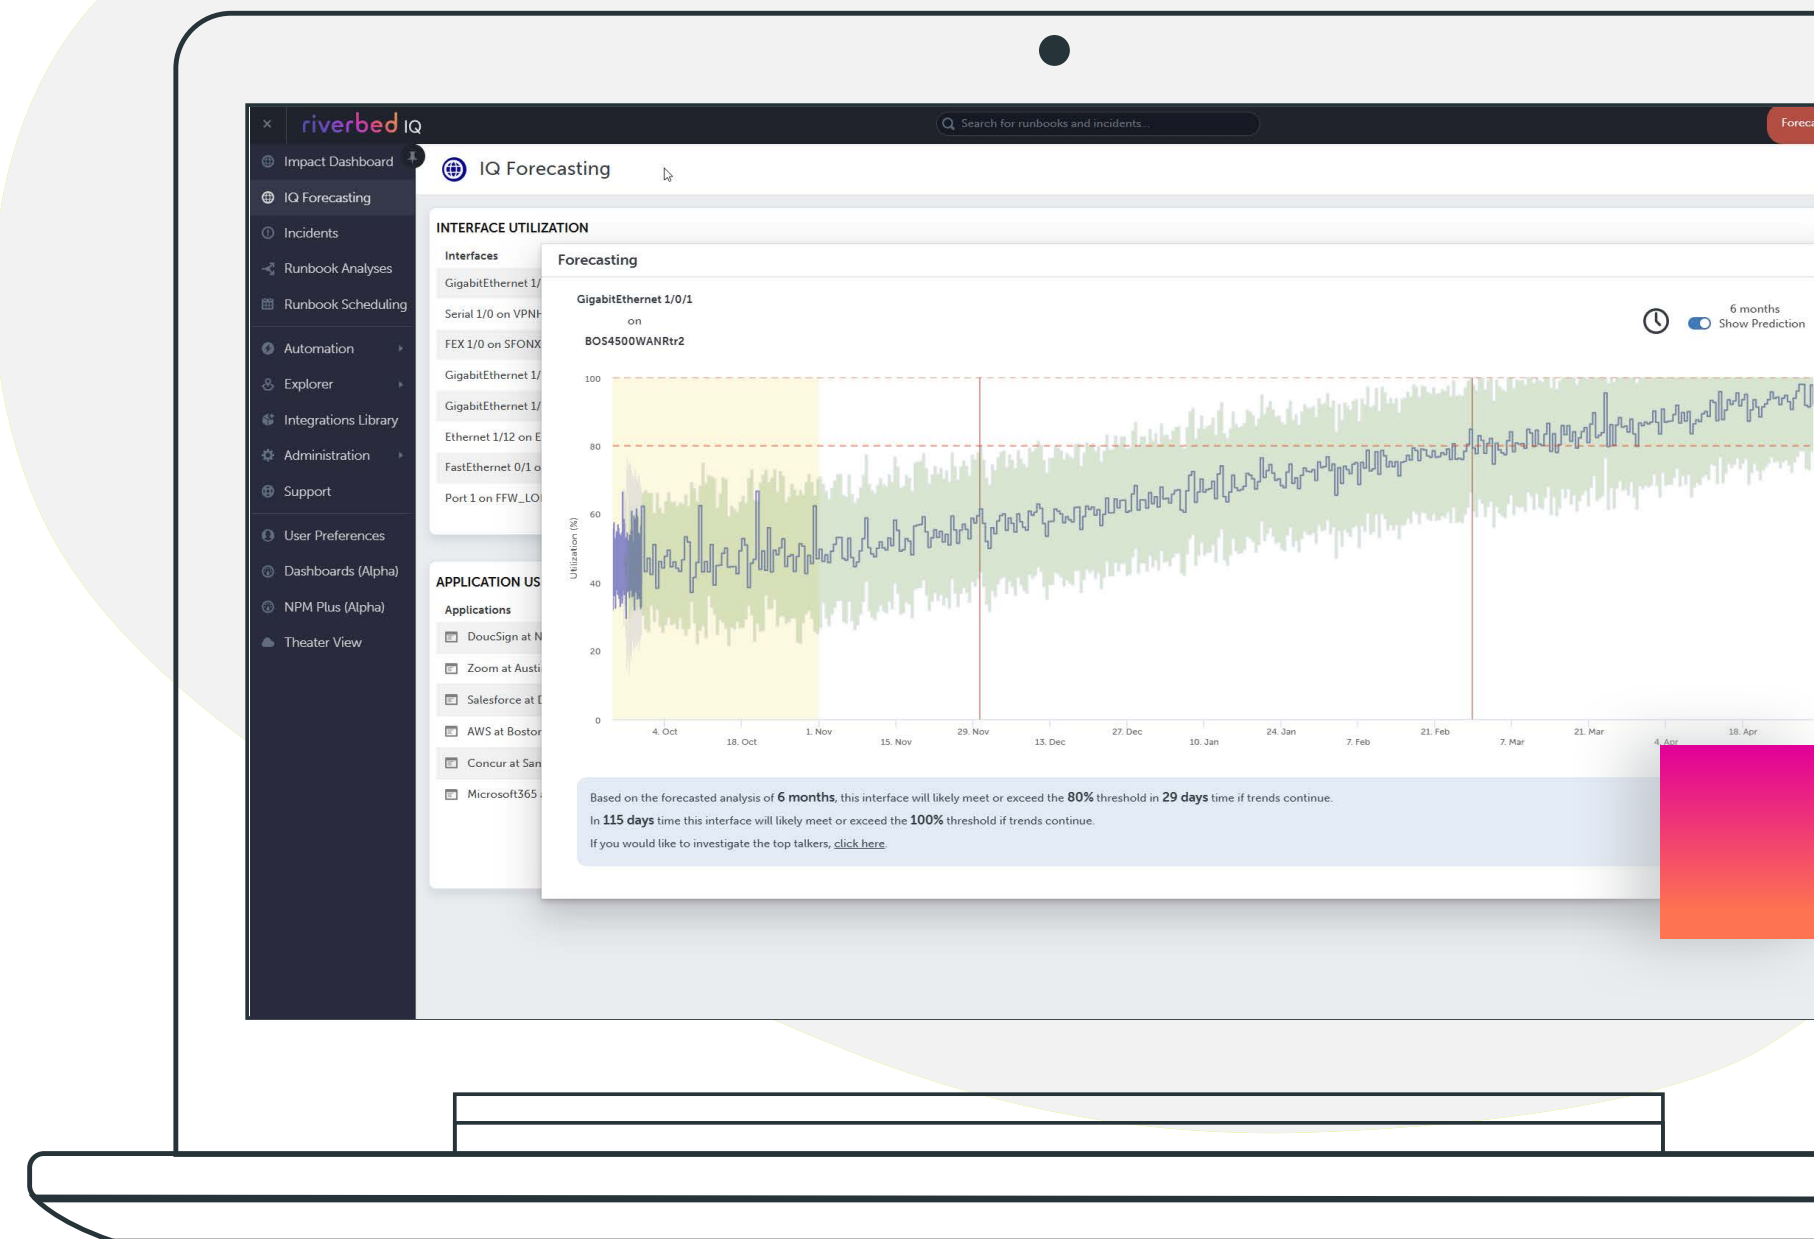 riverbed IQ
Search for runbooks and incidents...
Impact Dashboard
IQ Forecasting
Incidents
Runbook Analyses
Runbook Scheduling
Automation
Explorer
Integrations Library
Administration
Support
User Preferences
Dashboards (Alpha)
NPM Plus (Alpha)
Theater View
IQ Forecasting
INTERFACE UTILIZATION
Interfaces
GigabitEthernet 1/
Serial 1/0 on VPNH
FEX 1/0 on SFONX
GigabitEthernet 1/
GigabitEthernet 1/
Ethernet 1/12 on E
FastEthernet 0/1 o
Port 1 on FFW_LO
APPLICATION US
Applications
DoucSign at N
Zoom at Austi
Salesforce at
AWS at Bostor
Concur at San
Microsoft365
Forecasting
GigabitEthernet 1/0/1
on
BOS4500WANRtr2
6 months
Show Prediction
Utilization (%)
100
80
60
40
20
0
4. Oct
18. Oct
1. Nov
15. Nov
29. Nov
13. Dec
27. Dec
10. Jan
24. Jan
7. Feb
21. Feb
7. Mar
21. Mar
4. Apr
18. Apr
Based on the forecasted analysis of 6 months, this interface will likely meet or exceed the 80% threshold in 29 days time if trends continue.
In 115 days time this interface will likely meet or exceed the 100% threshold if trends continue.
If you would like to investigate the top talkers, click here.